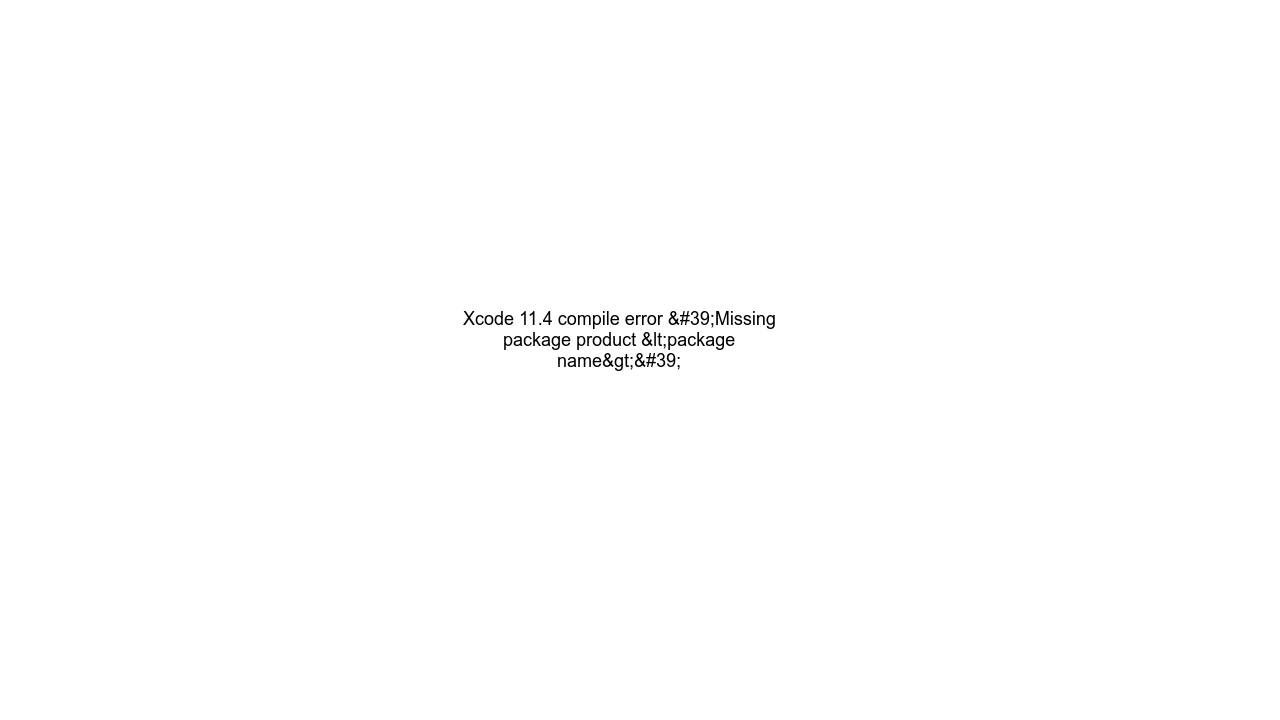 Xcode 11.4 compile error &#39;Missing
package product &lt;package
name&gt;&#39;